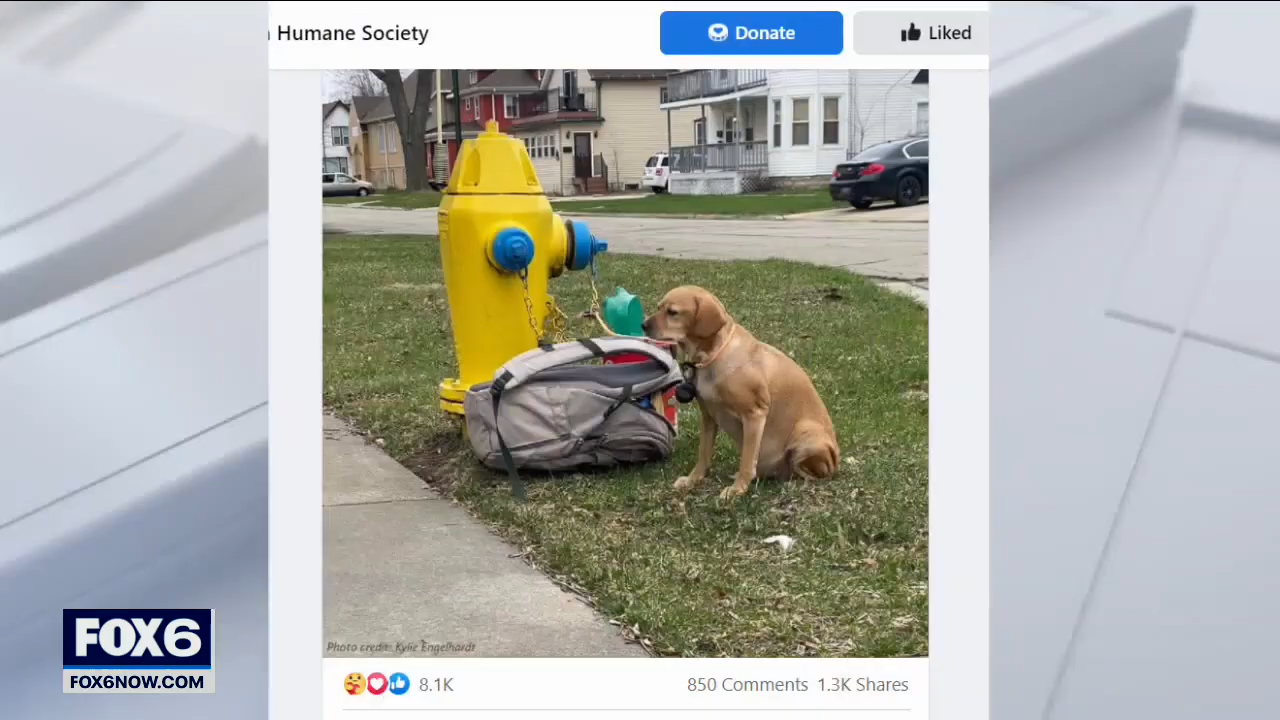 Humane Society
Donate
Liked
Photo credit: Kylie Engelhardt
8.1K
850 Comments
1.3K Shares
FOX6
FOX6NOW.COM